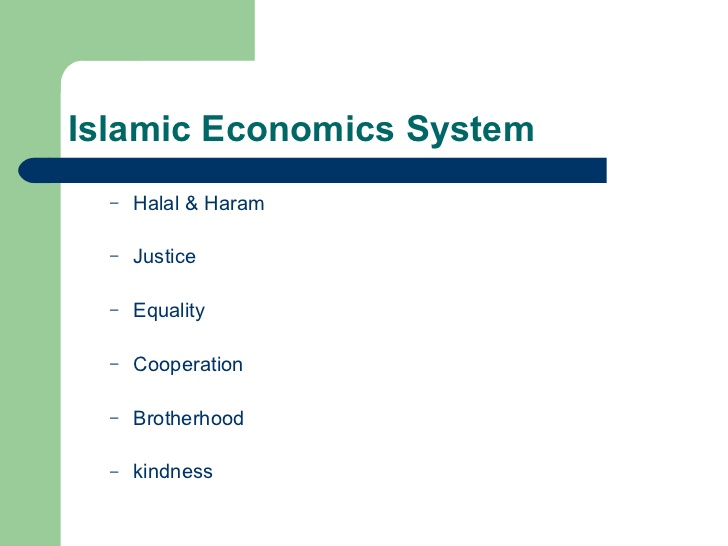 Islamic Economics System
– Halal & Haram
– Justice
– Equality
– Cooperation
– Brotherhood
– kindness